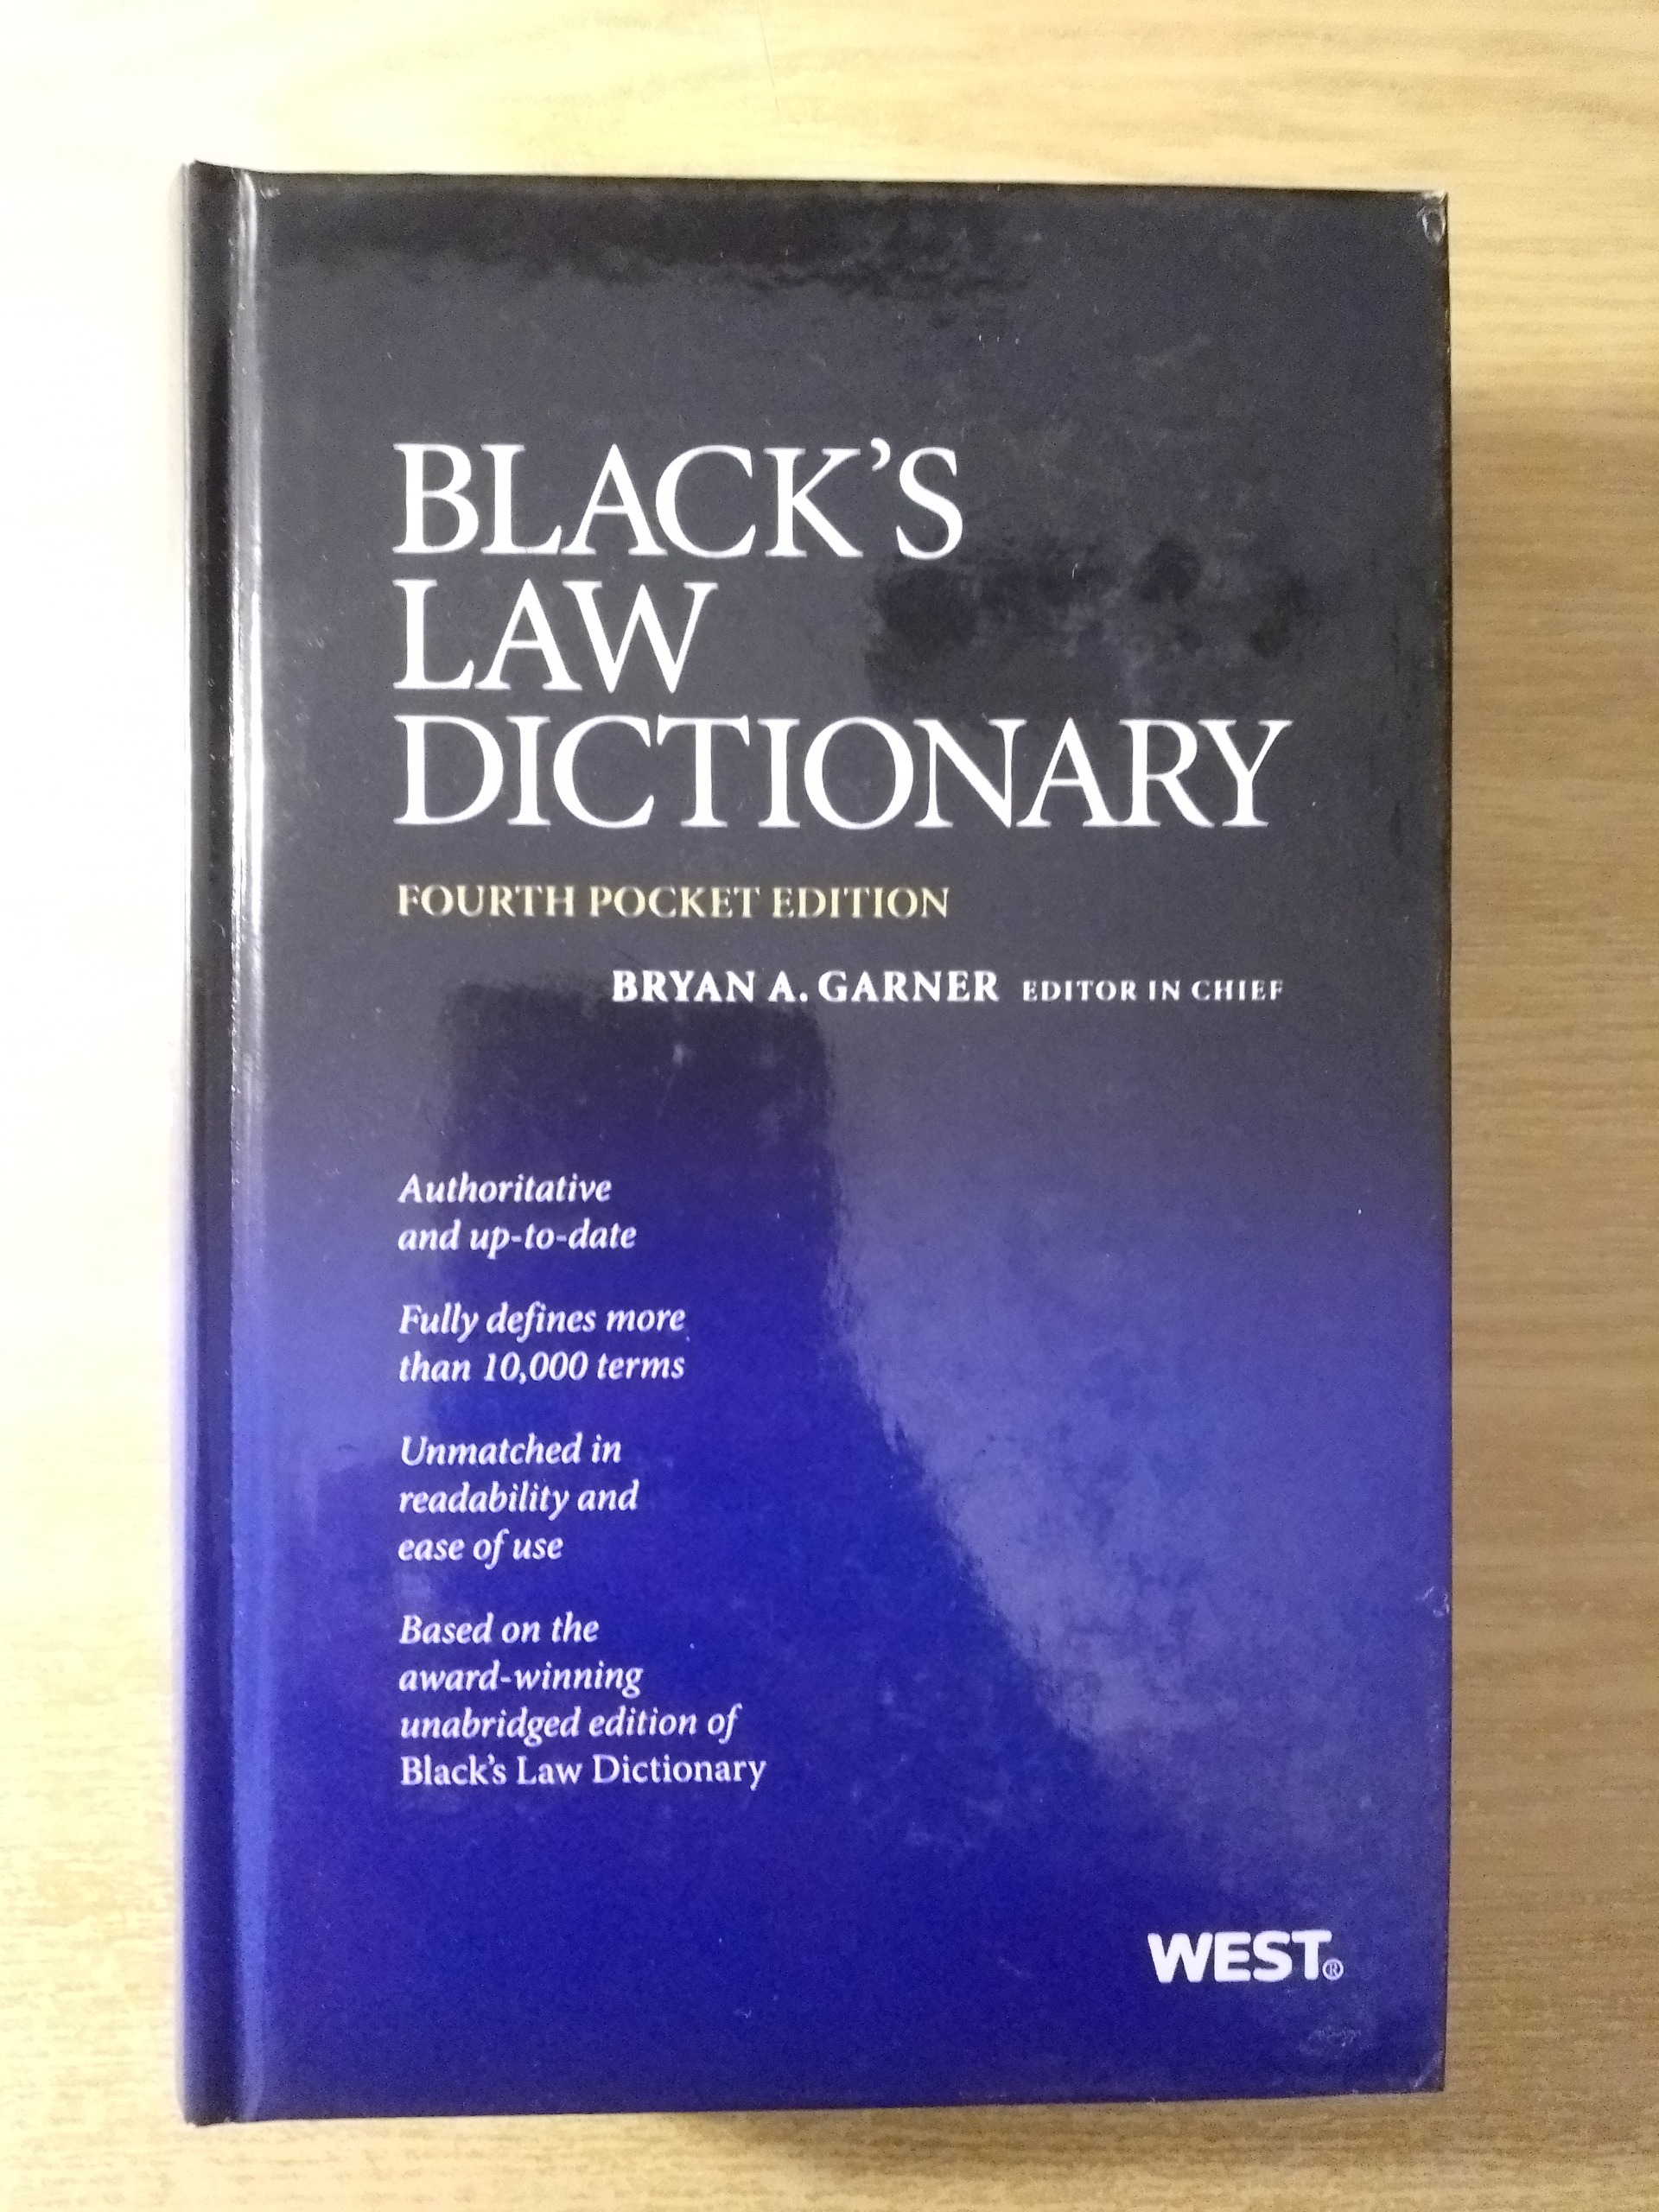 BLACK'S
LAW
DICTIONARY
FOURTH POCKET EDITION
BRYAN A. GARNER EDITOR IN CHIEF
Authoritative
and up-to-date
Fully defines more
than 10,000 terms
Unmatched in
readability and
ease of use
Based on the
award-winning
unabridged edition of
Black's Law Dictionary
WEST®